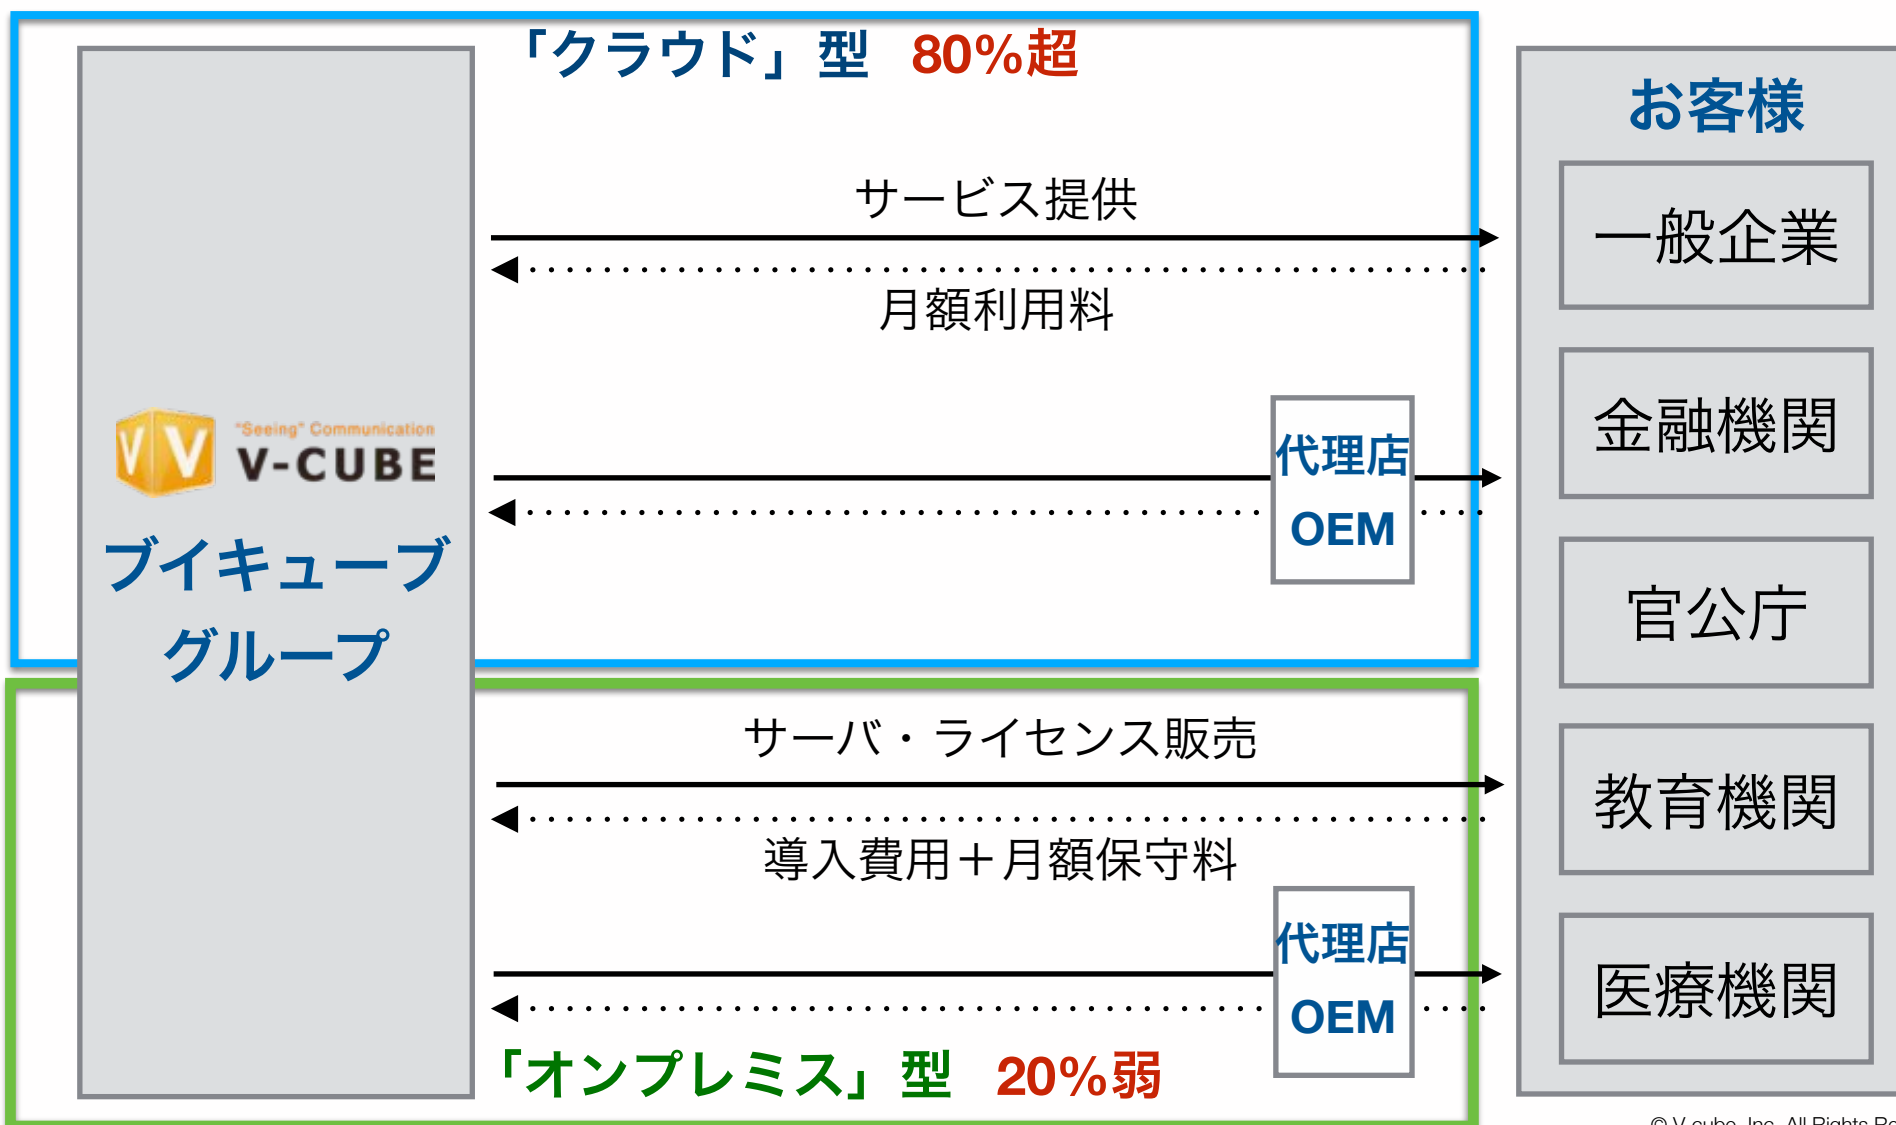 「クラウド」型 80%超
お客様
サービス提供
月額利用料
一般企業
金融機関
官公庁
教育機関
医療機関
"Seeing" Communication
V-CUBE
ブイキューブ
グループ
代理店
OEM
サーバ・ライセンス販売
導入費用＋月額保守料
代理店
OEM
「オンプレミス」型 20%弱
© V-cube, Inc. All Rights